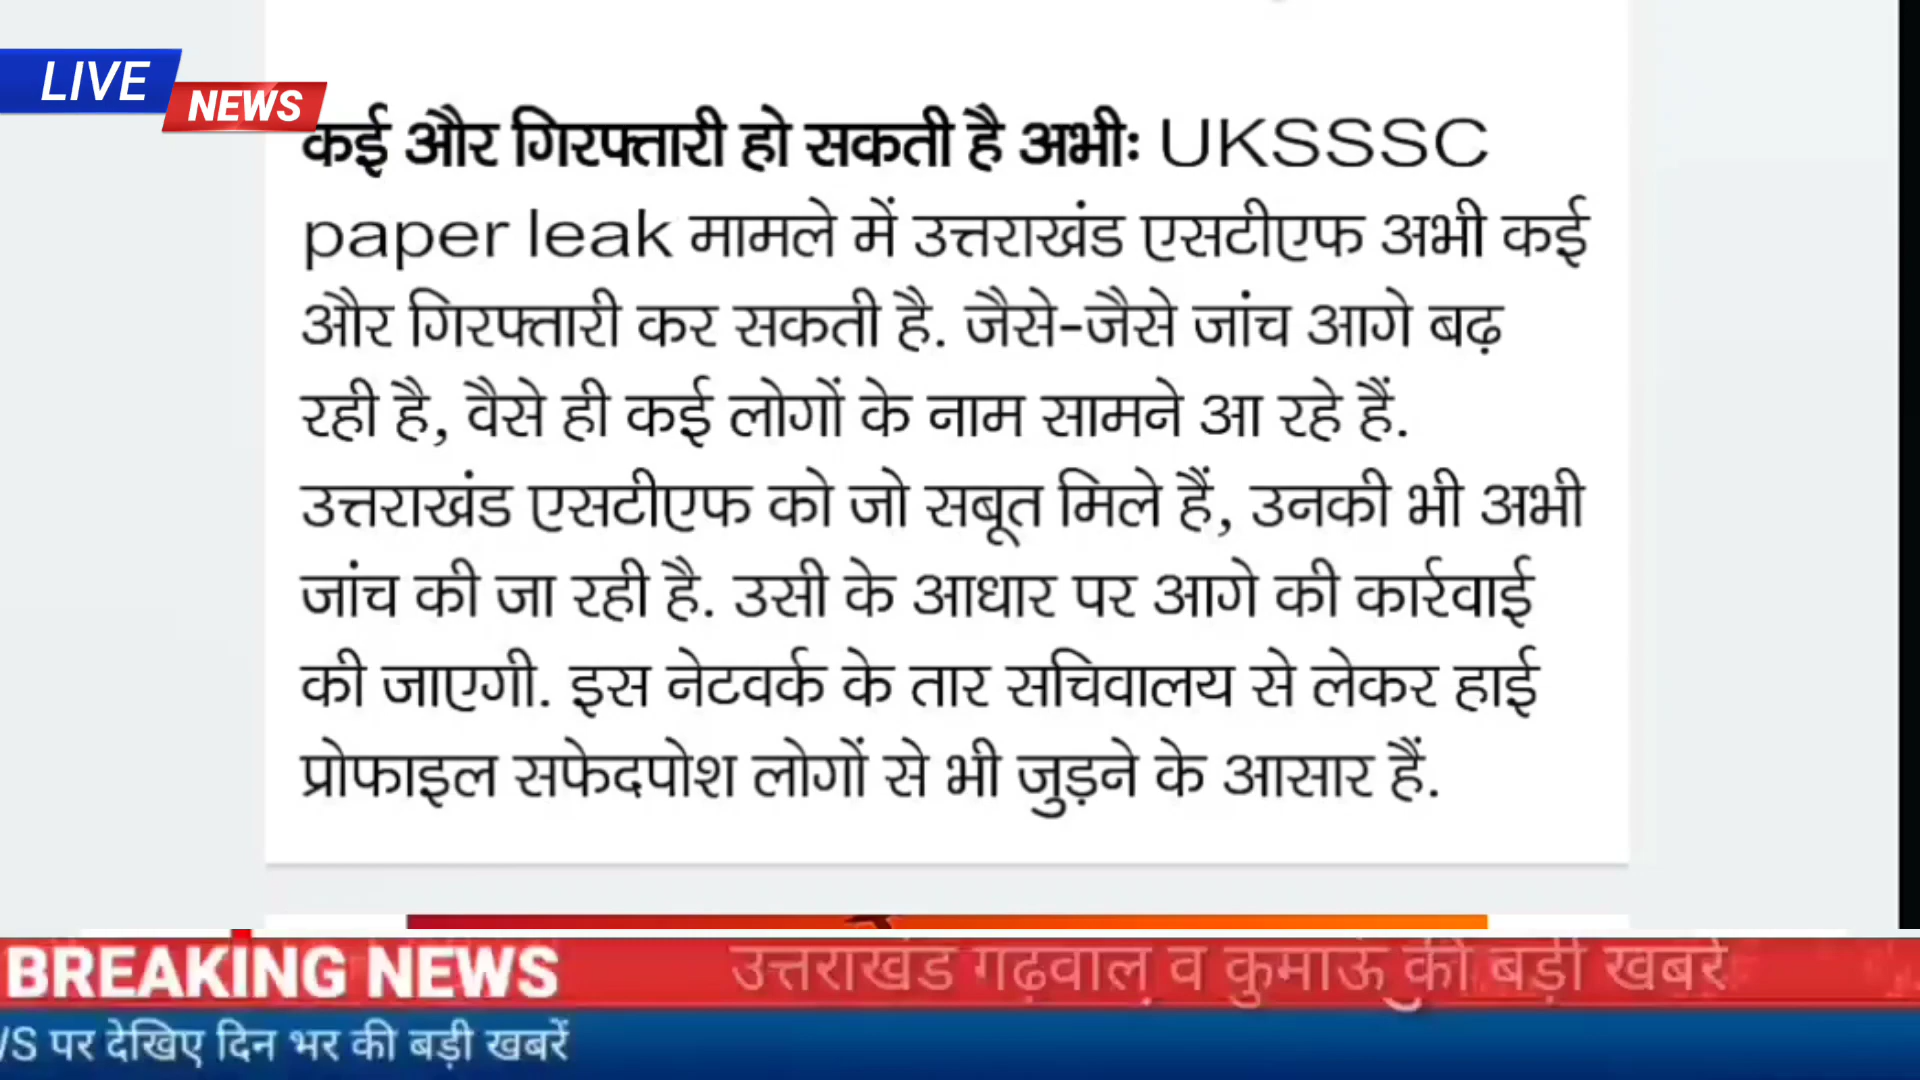 LIVE
NEWS
कई और गिरफ्तारी हो सकती है अभीः UKSSSC
paper leak मामले में उत्तराखंड एसटीएफ अभी कई
और गिरफ्तारी कर सकती है. जैसे-जैसे जांच आगे बढ़
रही है, वैसे ही कई लोगों के नाम सामने आ रहे हैं.
उत्तराखंड एसटीएफ को जो सबूत मिले हैं, उनकी भी अभी
जांच की जा रही है. उसी के आधार पर आगे की कार्रवाई
की जाएगी. इस नेटवर्क के तार सचिवालय से लेकर हाई
प्रोफाइल सफेदपोश लोगों से भी जुड़ने के आसार हैं.
BREAKING NEWS उत्तराखंड गढ़वाल व कुमाऊं की बड़ी खबरें
पर देखिए दिन भर की बड़ी खबरें